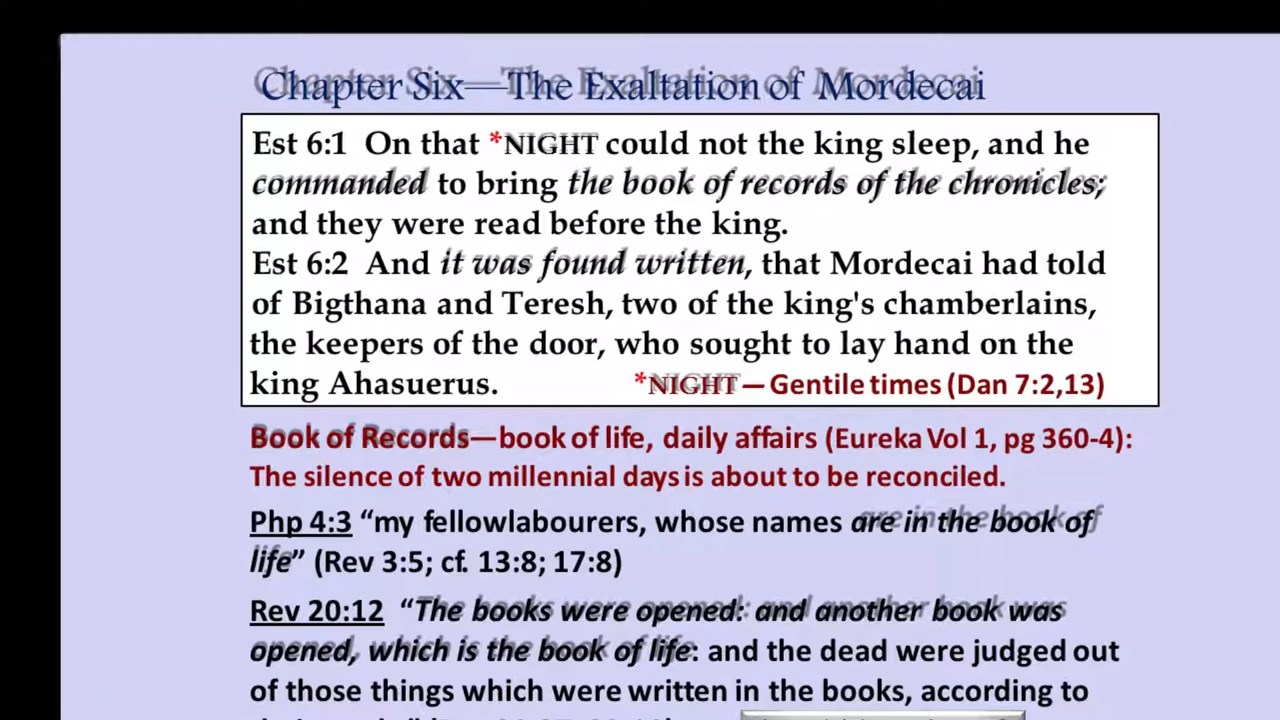 Chapter Six—The Exaltation of Mordecai
Est 6:1 On that *NIGHT could not the king sleep, and he
commanded to bring the book of records of the chronicles;
and they were read before the king.
Est 6:2 And it was found written, that Mordecai had told
of Bigthana and Teresh, two of the king's chamberlains,
the keepers of the door, who sought to lay hand on the
king Ahasuerus. *NIGHT—Gentile times (Dan 7:2,13)
Book of Records—book of life, daily affairs (Eureka Vol 1, pg 360-4):
The silence of two millennial days is about to be reconciled.
Php 4:3 “my fellowlabourers, whose names are in the book of
life” (Rev 3:5; cf. 13:8; 17:8)
Rev 20:12 “The books were opened: and another book was
opened, which is the book of life: and the dead were judged out
of those things which were written in the books, according to